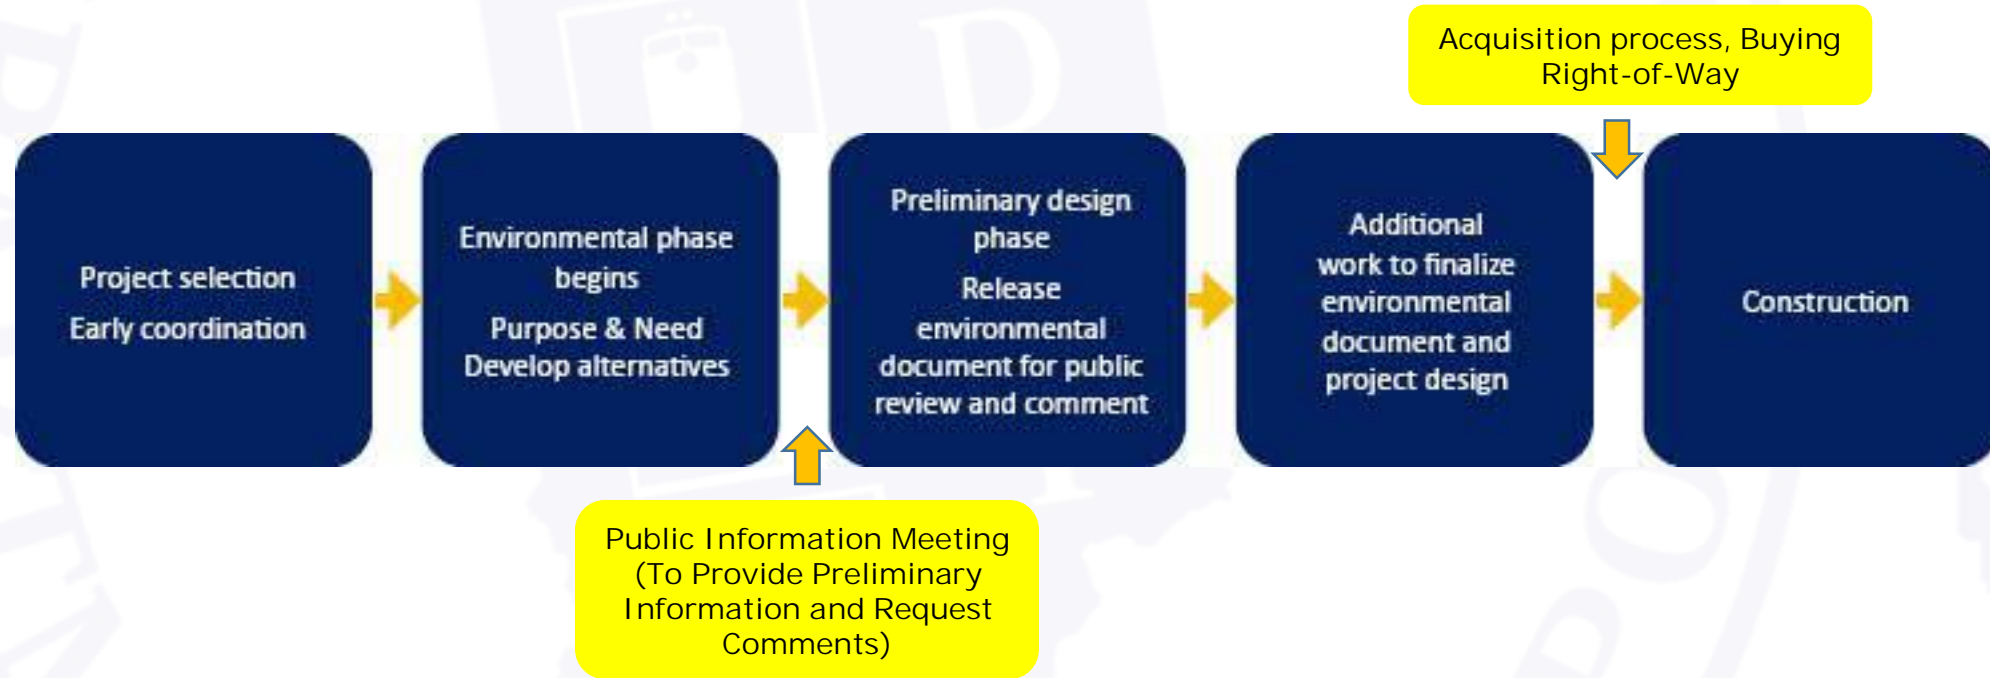 Acquisition process, Buying
Right-of-Way
Project selection
Early coordination
Environmental phase
begins
Purpose & Need
Develop alternatives
Preliminary design
phase
Release
environmental
document for public
review and comment
Additional
work to finalize
environmental
document and
project design
Construction
Public Information Meeting
(To Provide Preliminary
Information and Request
Comments)